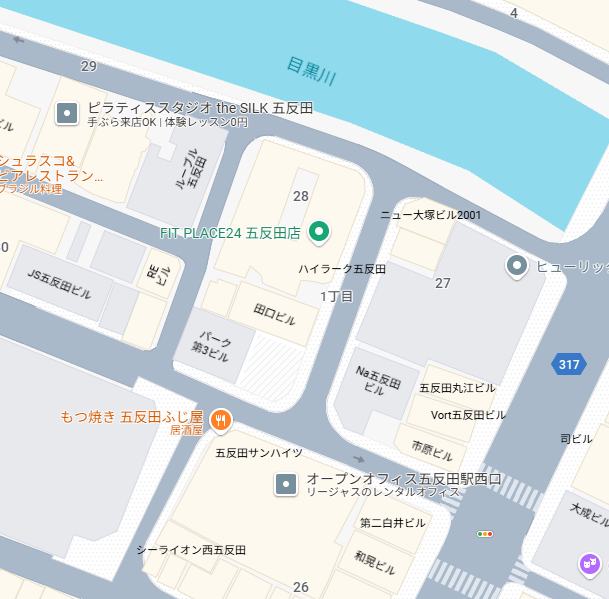 4
目黒川
29
ピラティススタジオ the SILK 五反田
手ぶら来店OK | 体験レッスン0円
ビル
シュラスコ&
ビアレストラン...
ブラジル料理
ルーブル
五反田
28
ニュー大塚ビル2001
FIT PLACE24 五反田店
30
REビル
JS五反田ビル
ハイラーク五反田
ヒューリック
27
1丁目
田口ビル
パーク
第3ビル
317
Na五反田
ビル
五反田丸江ビル
Vort五反田ビル
もつ焼き 五反田ふじ屋
居酒屋
市原ビル
司ビル
五反田サンハイツ
オープンオフィス五反田駅西口
リージャスのレンタルオフィス
第二白井ビル
大成ビル
シーライオン西五反田
和晃ビル
26